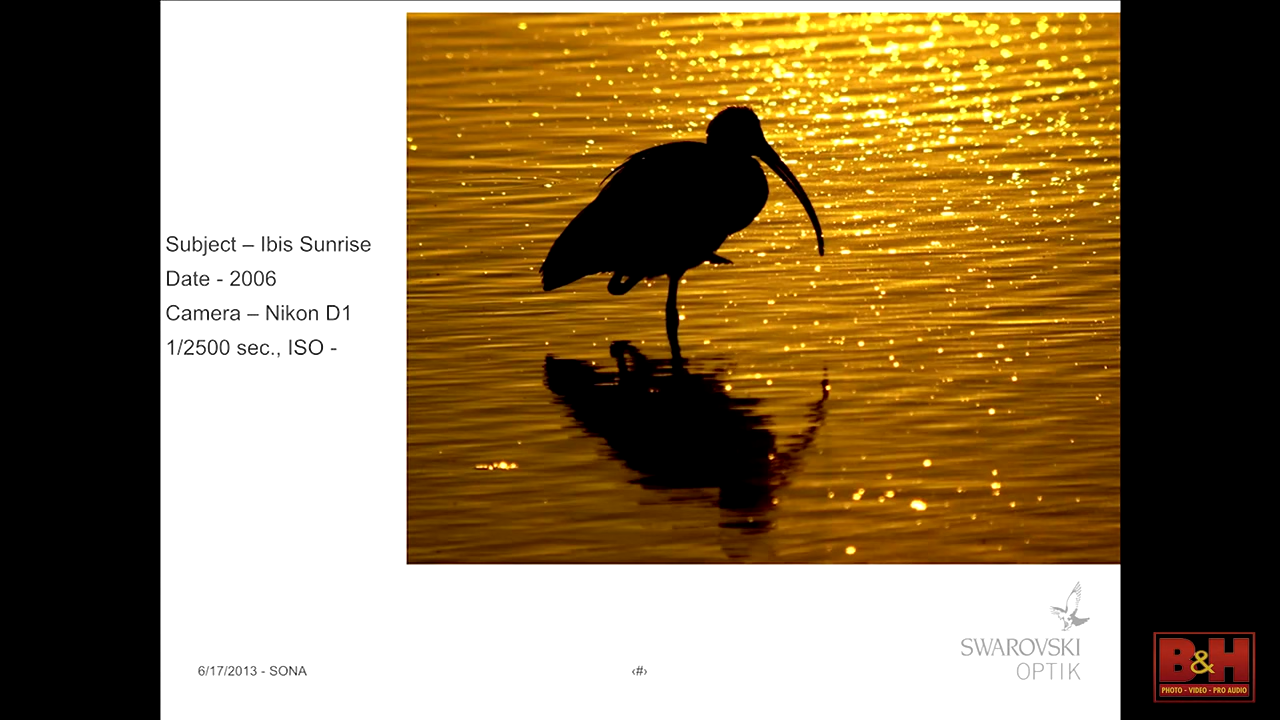 Subject – Ibis Sunrise
Date - 2006
Camera – Nikon D1
1/2500 sec., ISO -
SWAROVSKI
OPTIK
6/17/2013 - SONA
‹#›
B&H
PHOTO - VIDEO - PRO AUDIO